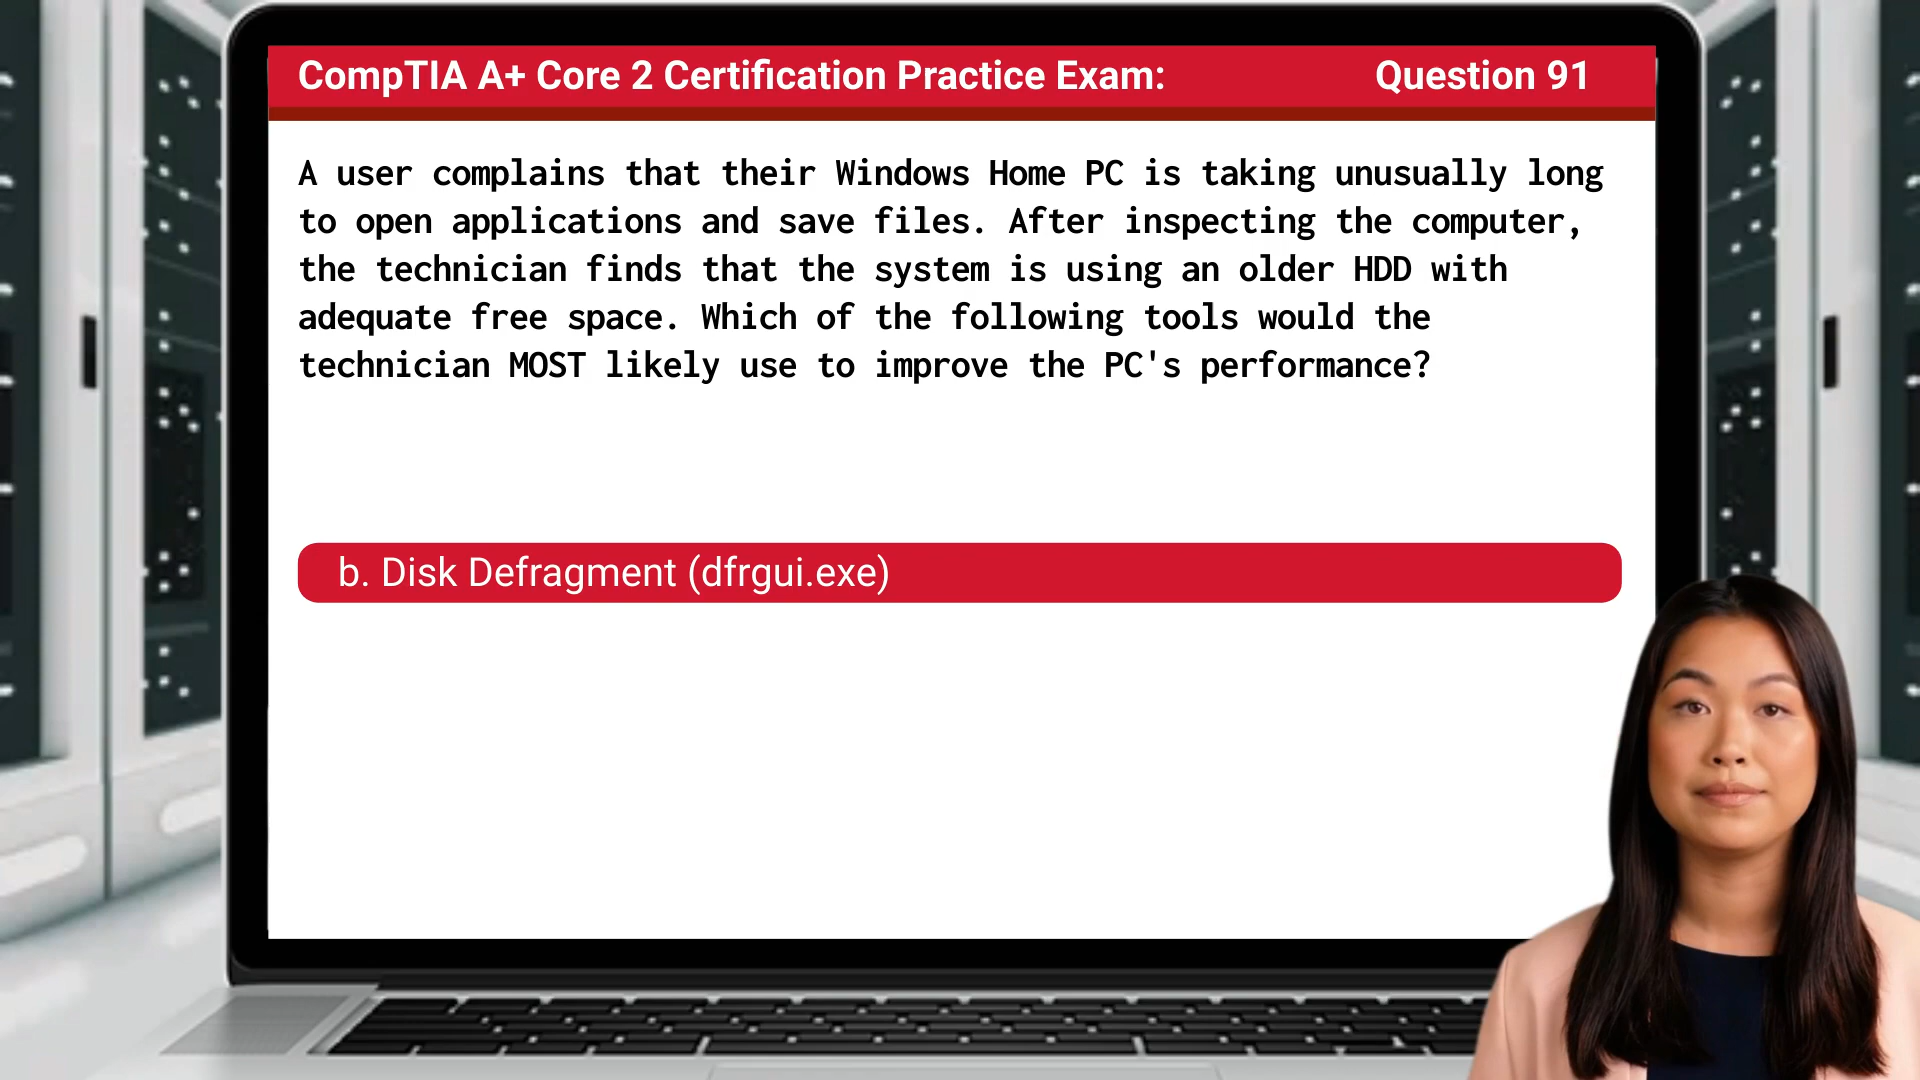 CompTIA A+ Core 2 Certification Practice Exam: Question 91
A user complains that their Windows Home PC is taking unusually long
to open applications and save files. After inspecting the computer,
the technician finds that the system is using an older HDD with
adequate free space. Which of the following tools would the
technician MOST likely use to improve the PC's performance?
b. Disk Defragment (dfrgui.exe)